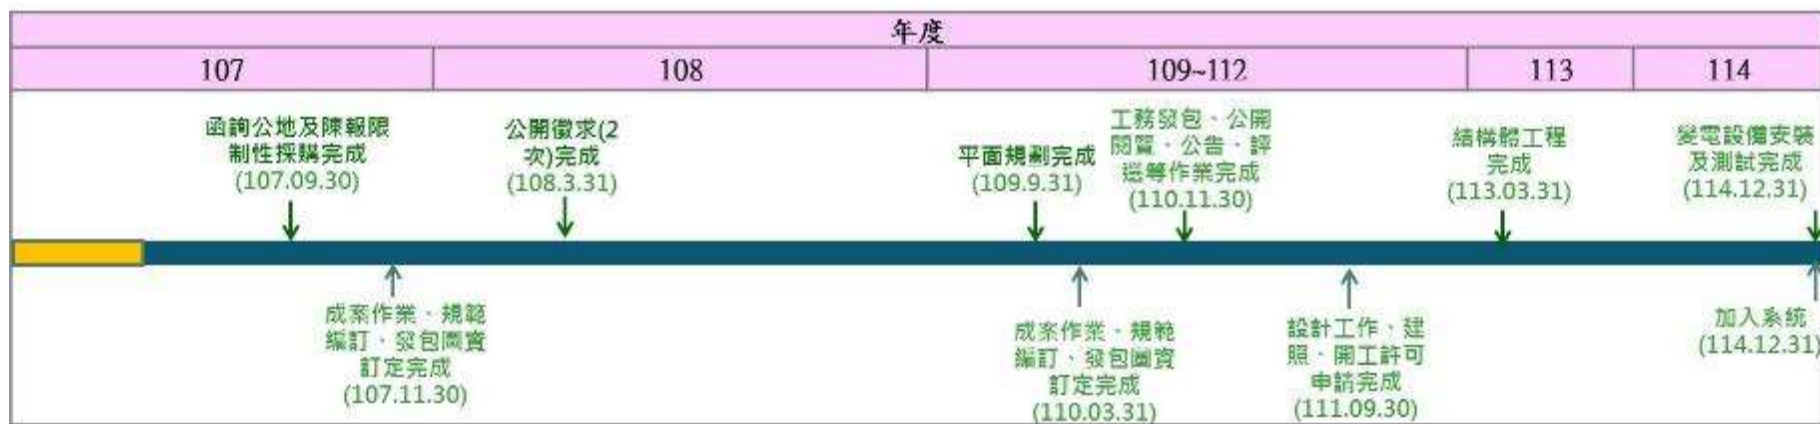 年度
107
108
109~112
113
114
函詢公地及陳報限
制性採購完成
(107.09.30)
公開徵求(2
次)完成
(108.3.31)
平面規劃完成
(109.9.31)
工務發包、公開
閱覽、公告、評
選等作業完成
(110.11.30)
結構體工程
完成
(113.03.31)
變電設備安裝
及測試完成
(114.12.31)
成案作業、規範
編訂、發包圖資
訂定完成
(107.11.30)
成案作業、規範
編訂、發包圖資
訂定完成
(110.03.31)
設計工作、建
照、開工許可
申請完成
(111.09.30)
加入系統
(114.12.31)